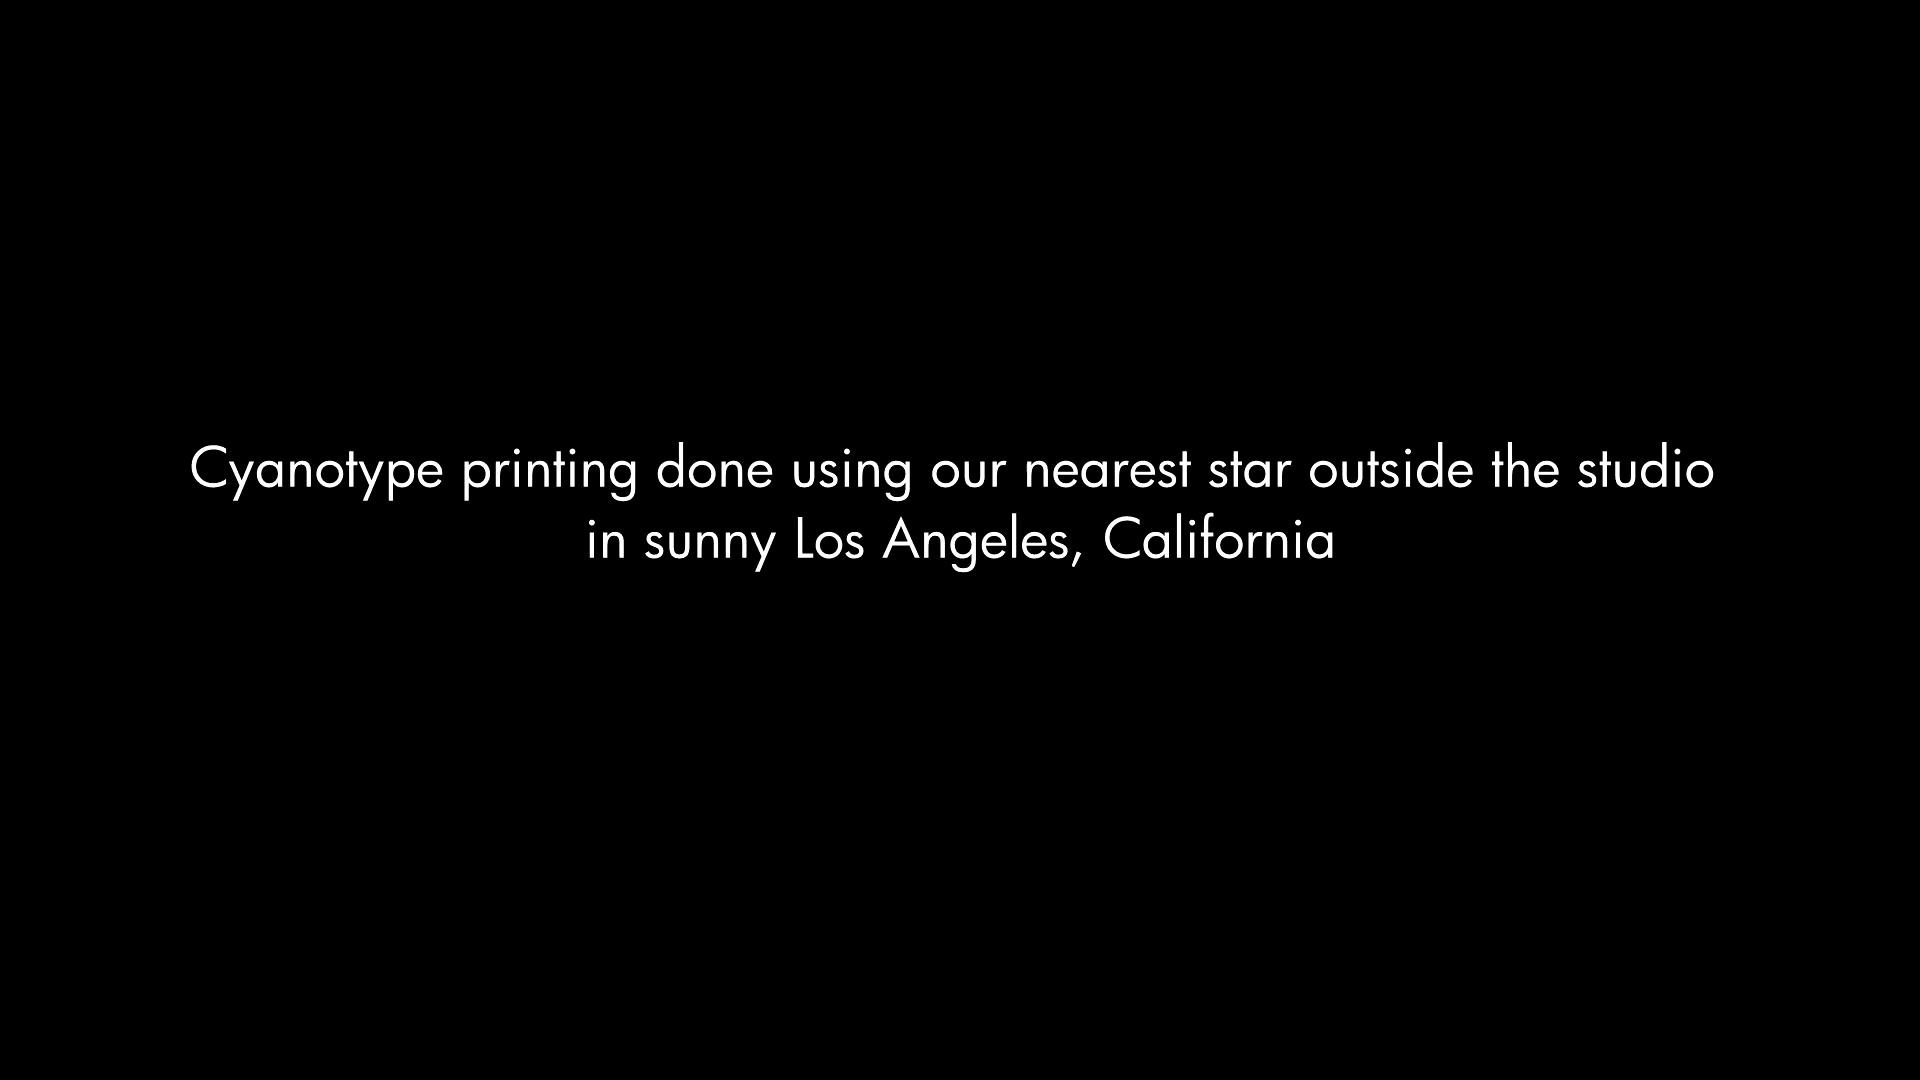 Cyanotype printing done using our nearest star outside the studio
in sunny Los Angeles, California